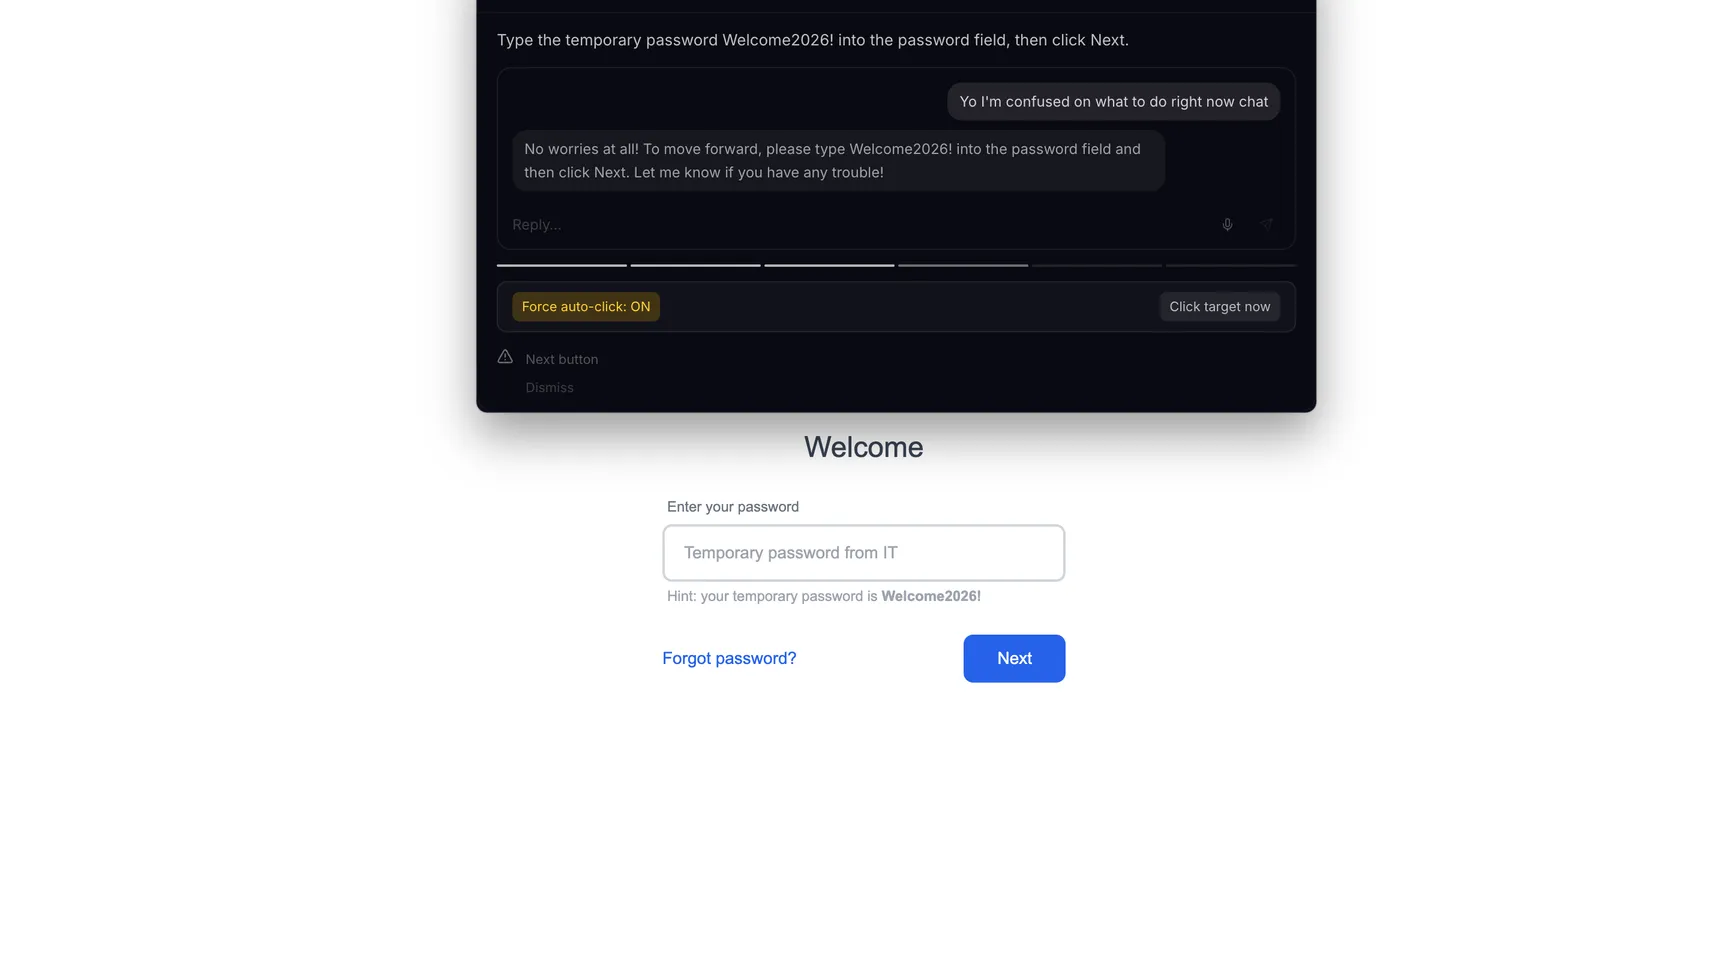 Type the temporary password Welcome2026! into the password field, then click Next.
Yo I'm confused on what to do right now chat
No worries at all! To move forward, please type Welcome2026! into the password field and
then click Next. Let me know if you have any trouble!
Reply...
Force auto-click: ON
Click target now
Next button
Dismiss
Welcome
Enter your password
Temporary password from IT
Hint: your temporary password is Welcome2026!
Forgot password?
Next